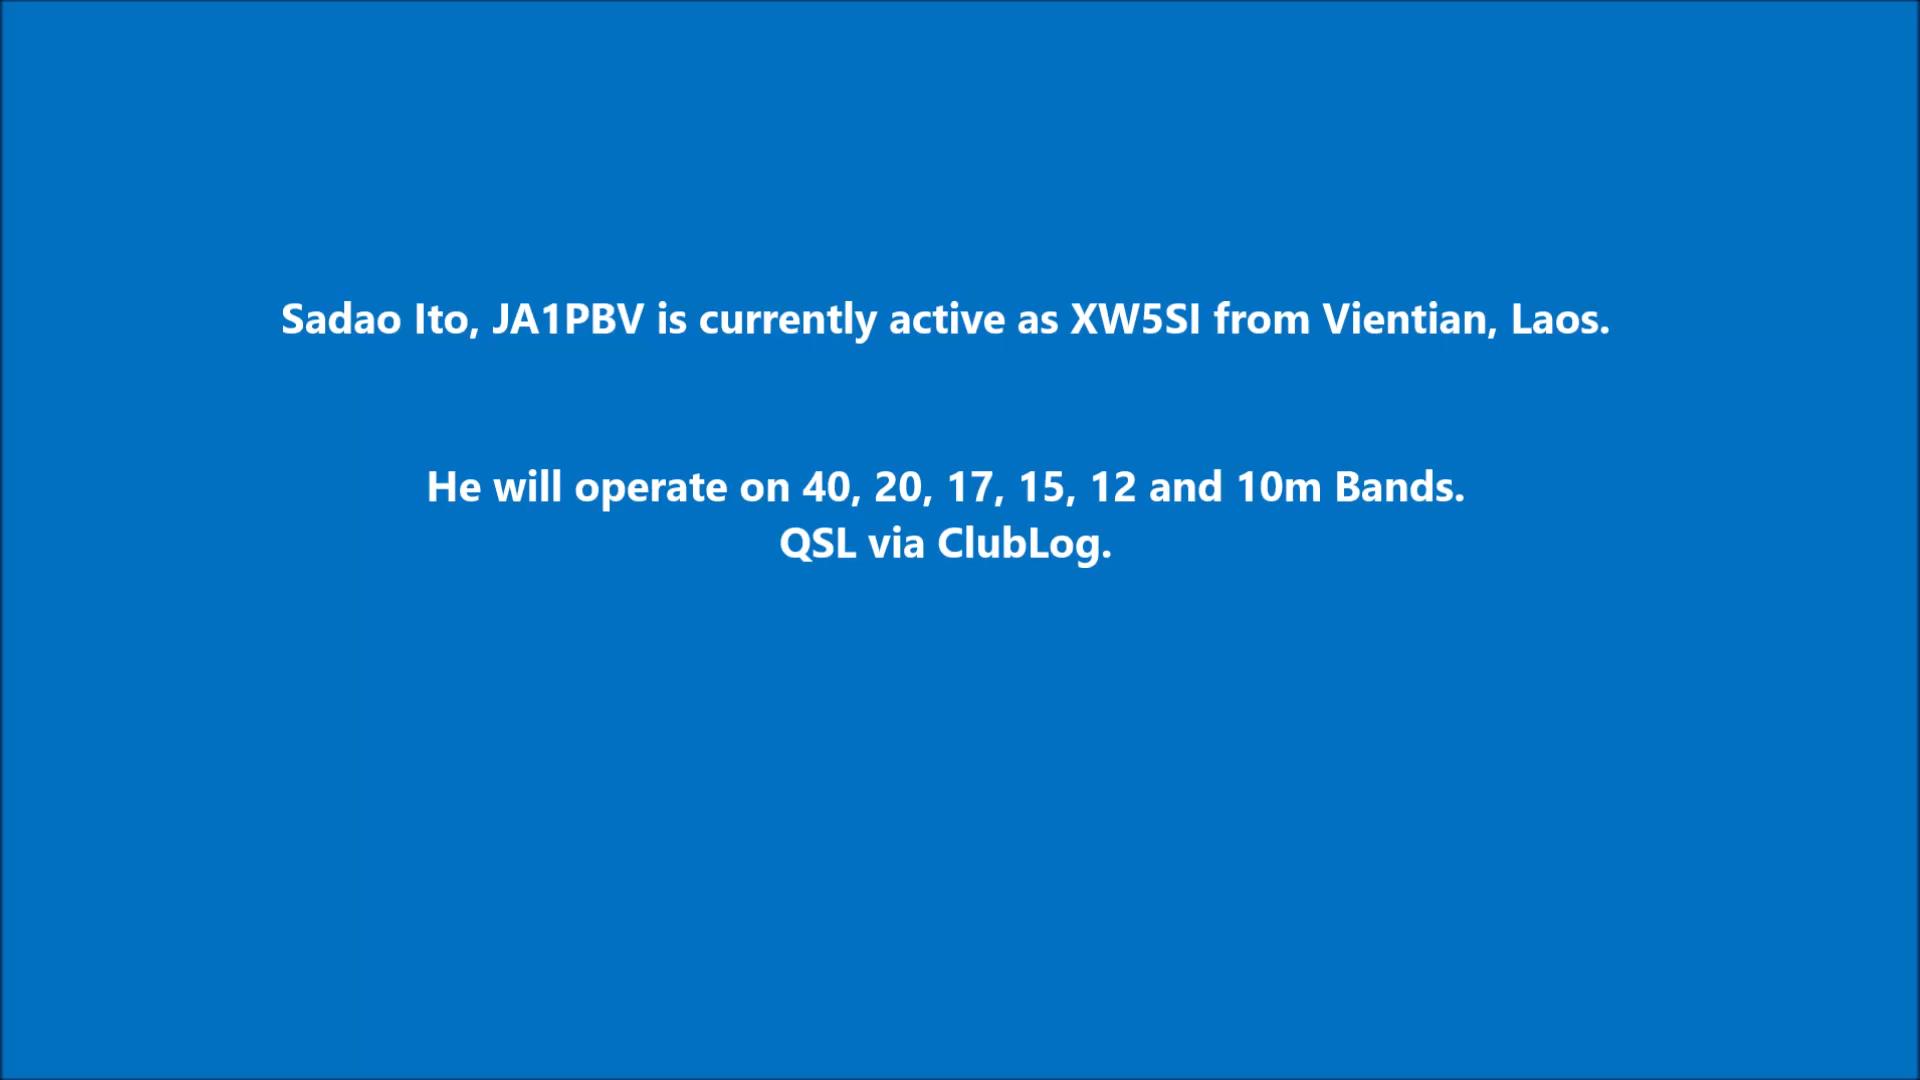 Sadao Ito, JA1PBV is currently active as XW5SI from Vientian, Laos.
He will operate on 40, 20, 17, 15, 12 and 10m Bands.
QSL via ClubLog.